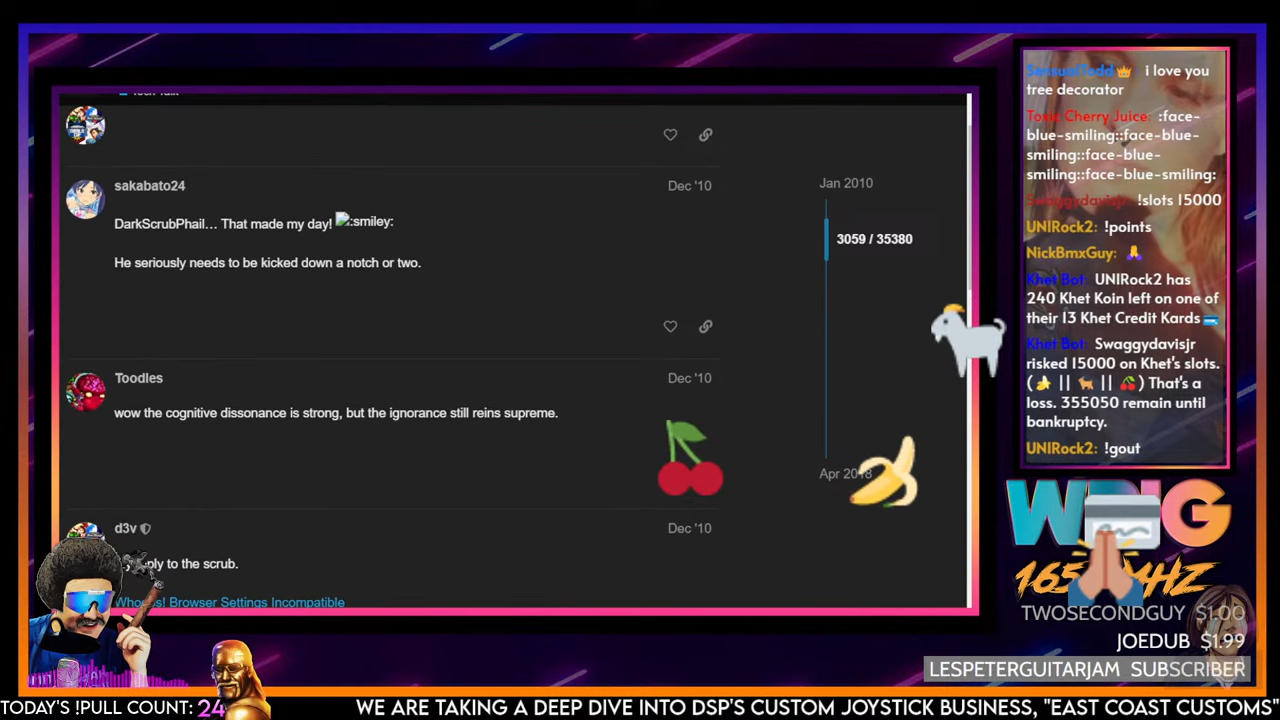 Tech Talk
sakabato24
Dec '10
DarkScrubPhail… That made my day! :smiley:
He seriously needs to be kicked down a notch or two.
Toodles
Dec '10
wow the cognitive dissonance is strong, but the ignorance still reins supreme.
d3v
Dec '10
to the scrub.
Browser Settings Incompatible
Jan 2010
3059 / 35380
Apr 2018
SensualTodd 👑 i love you
tree decorator
Toxic Cherry Juice: :face-
blue-smiling::face-blue-
smiling::face-blue-
smiling::face-blue-smiling:
Swaggydavisjr: !slots 15000
UNIRock2: !points
NickBmxGuy: 🙏
Khet Bot: UNIRock2 has
240 Khet Koin left on one of
their 13 Khet Credit Kards 💳
Khet Bot: Swaggydavisjr
risked 15000 on Khet's slots.
(🍌 || 🐐 || 🍒) That's a
loss. 355050 remain until
bankruptcy.
UNIRock2: !gout
TWOSECONDGUY $1.00
JOEDUB $1.99
LESPETERGUITARJAM SUBSCRIBER
TODAY'S !PULL COUNT: 24
WE ARE TAKING A DEEP DIVE INTO DSP'S CUSTOM JOYSTICK BUSINESS, "EAST COAST CUSTOMS"